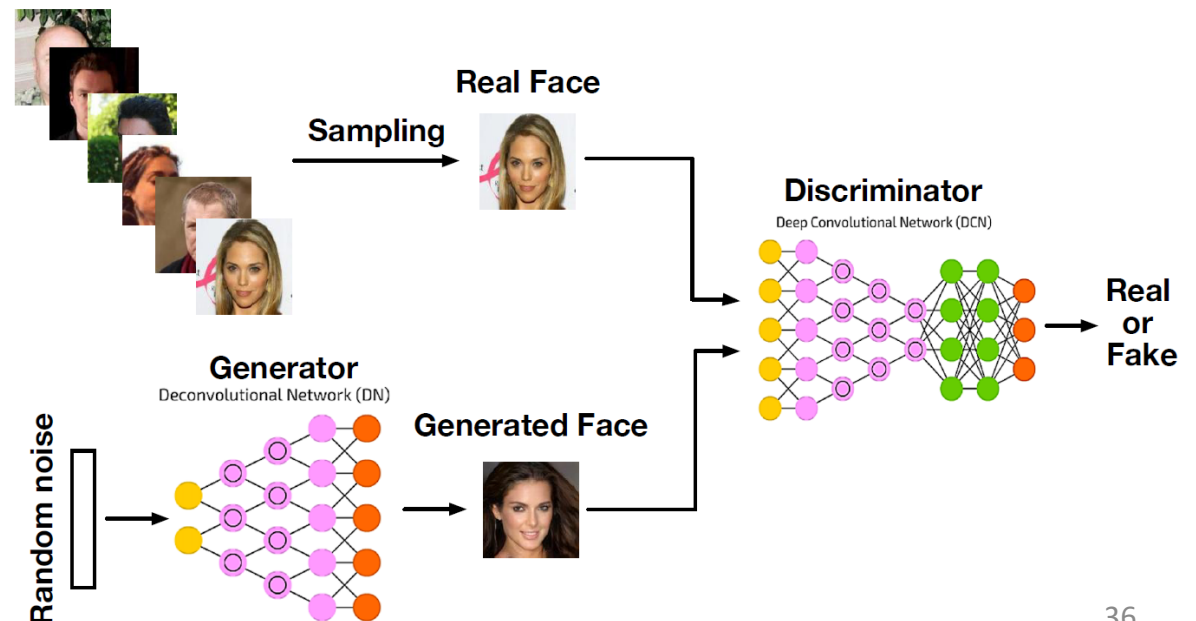 Real Face
Sampling
Discriminator
Deep Convolutional Network (DCN)
Real
or
Fake
Generator
Deconvolutional Network (DN)
Generated Face
Random noise
36